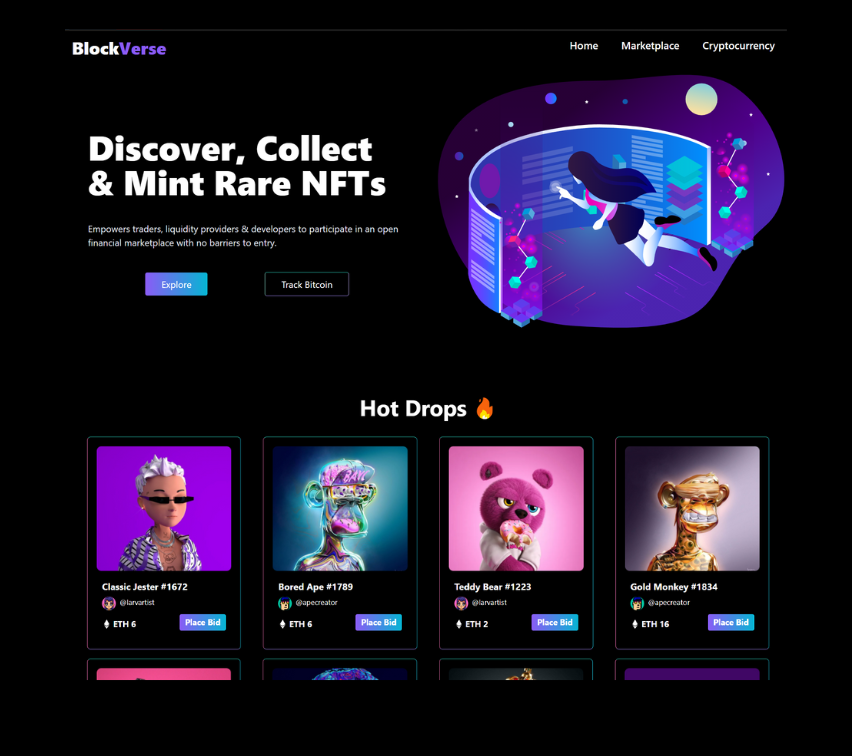 BlockVerse
Home Marketplace Cryptocurrency
Discover, Collect
& Mint Rare NFTs
Empowers traders, liquidity providers & developers to participate in an open
financial marketplace with no barriers to entry.
Explore Track Bitcoin
Hot Drops 🔥
Classic Jester #1672
@larvartist
ETH 6 Place Bid
Bored Ape #1789
@apecreator
ETH 6 Place Bid
Teddy Bear #1223
@larvartist
ETH 2 Place Bid
Gold Monkey #1834
@apecreator
ETH 16 Place Bid